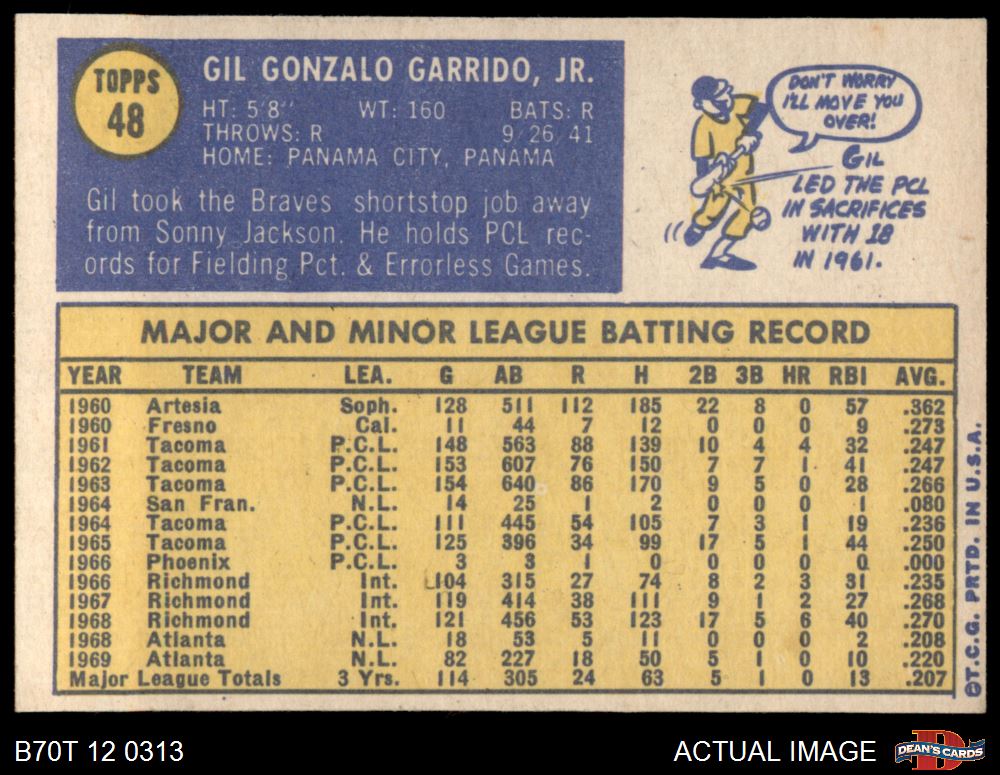 TOPPS
48
GIL GONZALO GARRIDO, JR.
HT: 5'8" WT: 160 BATS: R
THROWS: R 9/26/41
HOME: PANAMA CITY, PANAMA
Gil took the Braves shortstop job away
from Sonny Jackson. He holds PCL rec-
ords for Fielding Pct. & Errorless Games.
DON'T WORRY
I'LL MOVE YOU
OVER!
GIL
LED THE PCL
IN SACRIFICES
WITH 18
IN 1961.
MAJOR AND MINOR LEAGUE BATTING RECORD
YEAR TEAM LEA. G AB R H 2B 3B HR RBI AVG.
1960 Artesia Soph. 128 511 112 185 22 8 0 57 .362
1960 Fresno Cal. 11 44 7 12 0 0 0 9 .273
1961 Tacoma P.C.L. 148 563 88 139 10 4 4 32 .247
1962 Tacoma P.C.L. 153 607 76 150 7 7 1 41 .247
1963 Tacoma P.C.L. 154 640 86 170 9 5 0 28 .266
1964 San Fran. N.L. 14 25 1 2 0 0 0 1 .080
1964 Tacoma P.C.L. 111 445 54 105 7 3 1 19 .236
1965 Tacoma P.C.L. 125 396 34 99 17 5 1 44 .250
1966 Phoenix P.C.L. 3 3 1 0 0 0 0 0 .000
1966 Richmond Int. 104 315 27 74 8 2 3 31 .235
1967 Richmond Int. 119 414 38 111 9 1 2 27 .268
1968 Richmond Int. 121 456 53 123 17 5 6 40 .270
1968 Atlanta N.L. 18 53 5 11 0 0 0 2 .208
1969 Atlanta N.L. 82 227 18 50 5 1 0 10 .220
Major League Totals 3 Yrs. 114 305 24 63 5 1 0 13 .207
©T.C.G. PRTD. IN U.S.A.
B70T 12 0313
ACTUAL IMAGE
D
DEAN'S CARDS